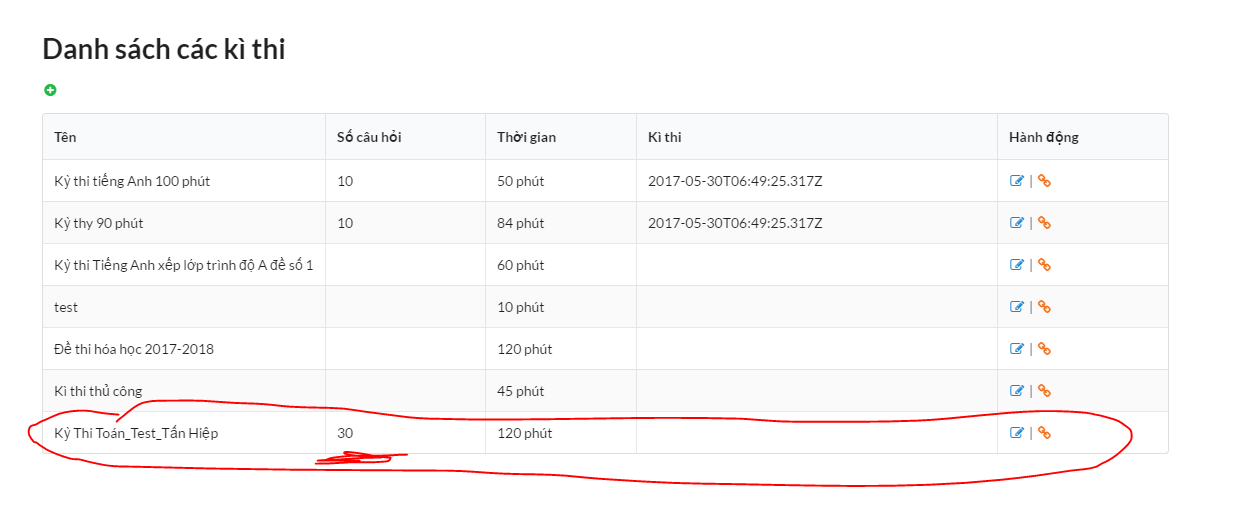 Danh sách các kì thi
Tên Số câu hỏi Thời gian Kì thi Hành động
Kỳ thi tiếng Anh 100 phút 10 50 phút 2017-05-30T06:49:25.317Z |
Kỳ thy 90 phút 10 84 phút 2017-05-30T06:49:25.317Z |
Kỳ thi Tiếng Anh xếp lớp trình độ A đề số 1 60 phút |
test 10 phút |
Đề thi hóa học 2017-2018 120 phút |
Kì thi thủ công 45 phút |
Kỳ Thi Toán_Test_Tấn Hiệp 30 120 phút |